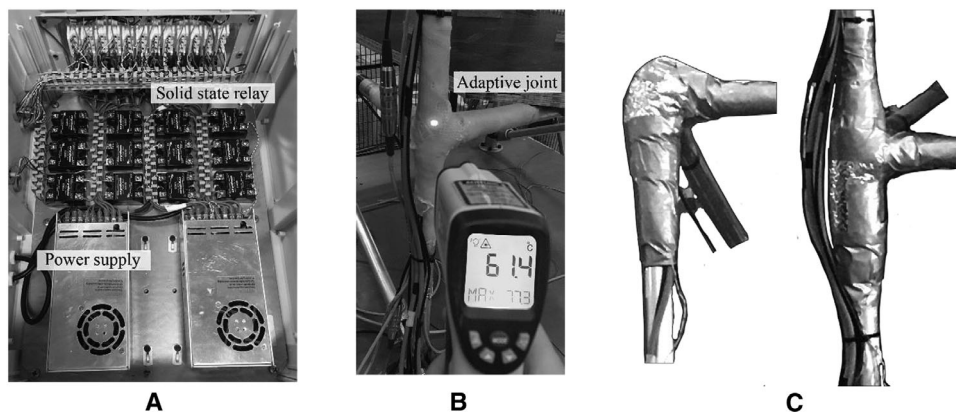 Solid state relay
Power supply
Adaptive joint
°C
61.4
MAX 77.3
A
B
C